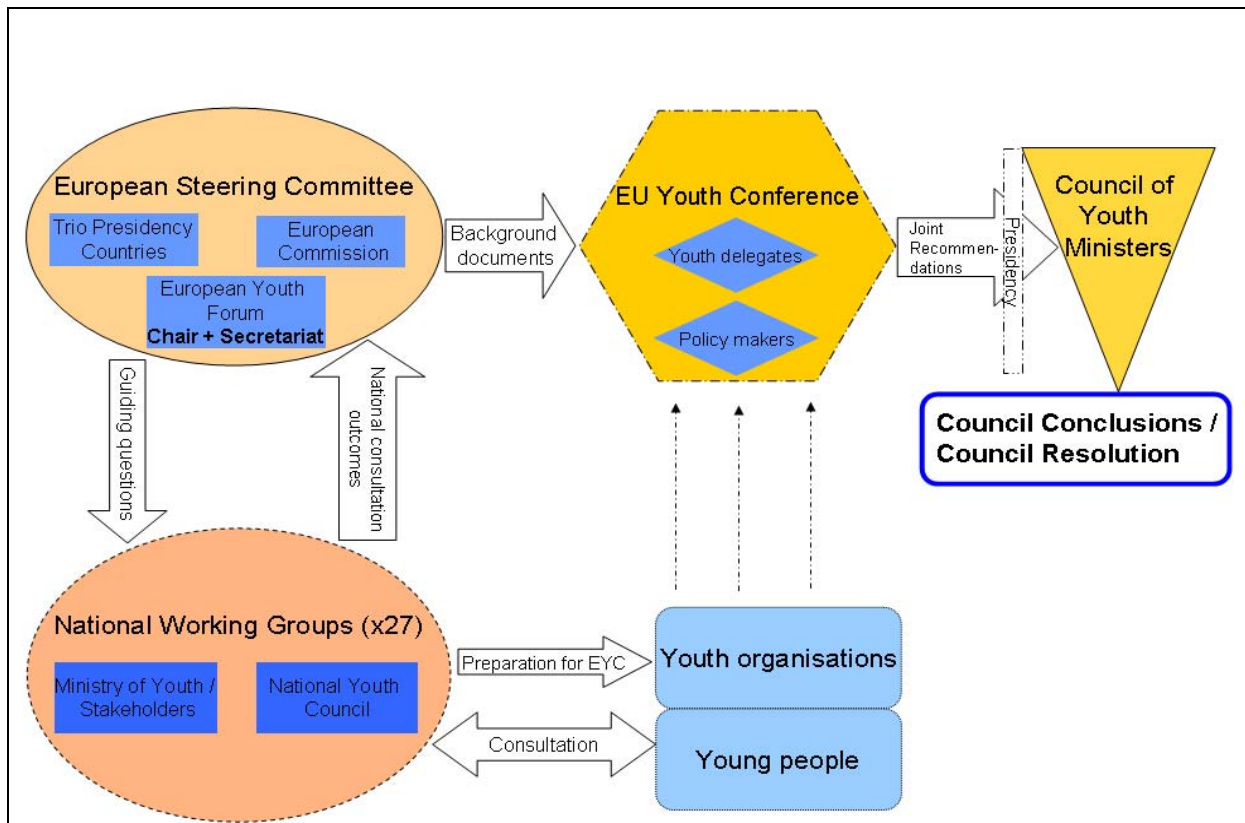 European Steering Committee
Trio Presidency
Countries
European
Commission
European Youth
Forum
Chair + Secretariat
Background
documents
EU Youth Conference
Youth delegates
Policy makers
Joint
Recommen-
dations
Presidency
Council of
Youth
Ministers
Council Conclusions /
Council Resolution
Guiding questions
National consultation
outcomes
National Working Groups (x27)
Ministry of Youth /
Stakeholders
National Youth
Council
Preparation for EYC
Consultation
Youth organisations
Young people